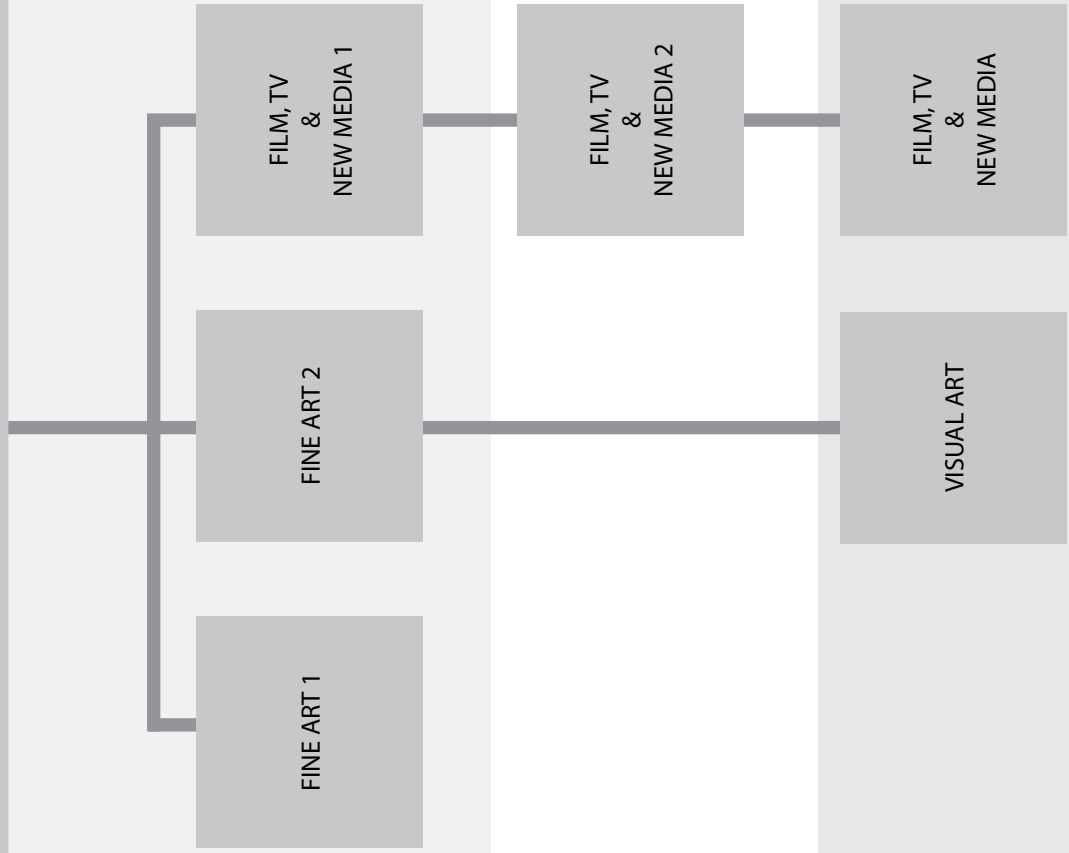 FINE ART 1
FINE ART 2
FILM, TV
&
NEW MEDIA 1
FILM, TV
&
NEW MEDIA 2
VISUAL ART
FILM, TV
&
NEW MEDIA